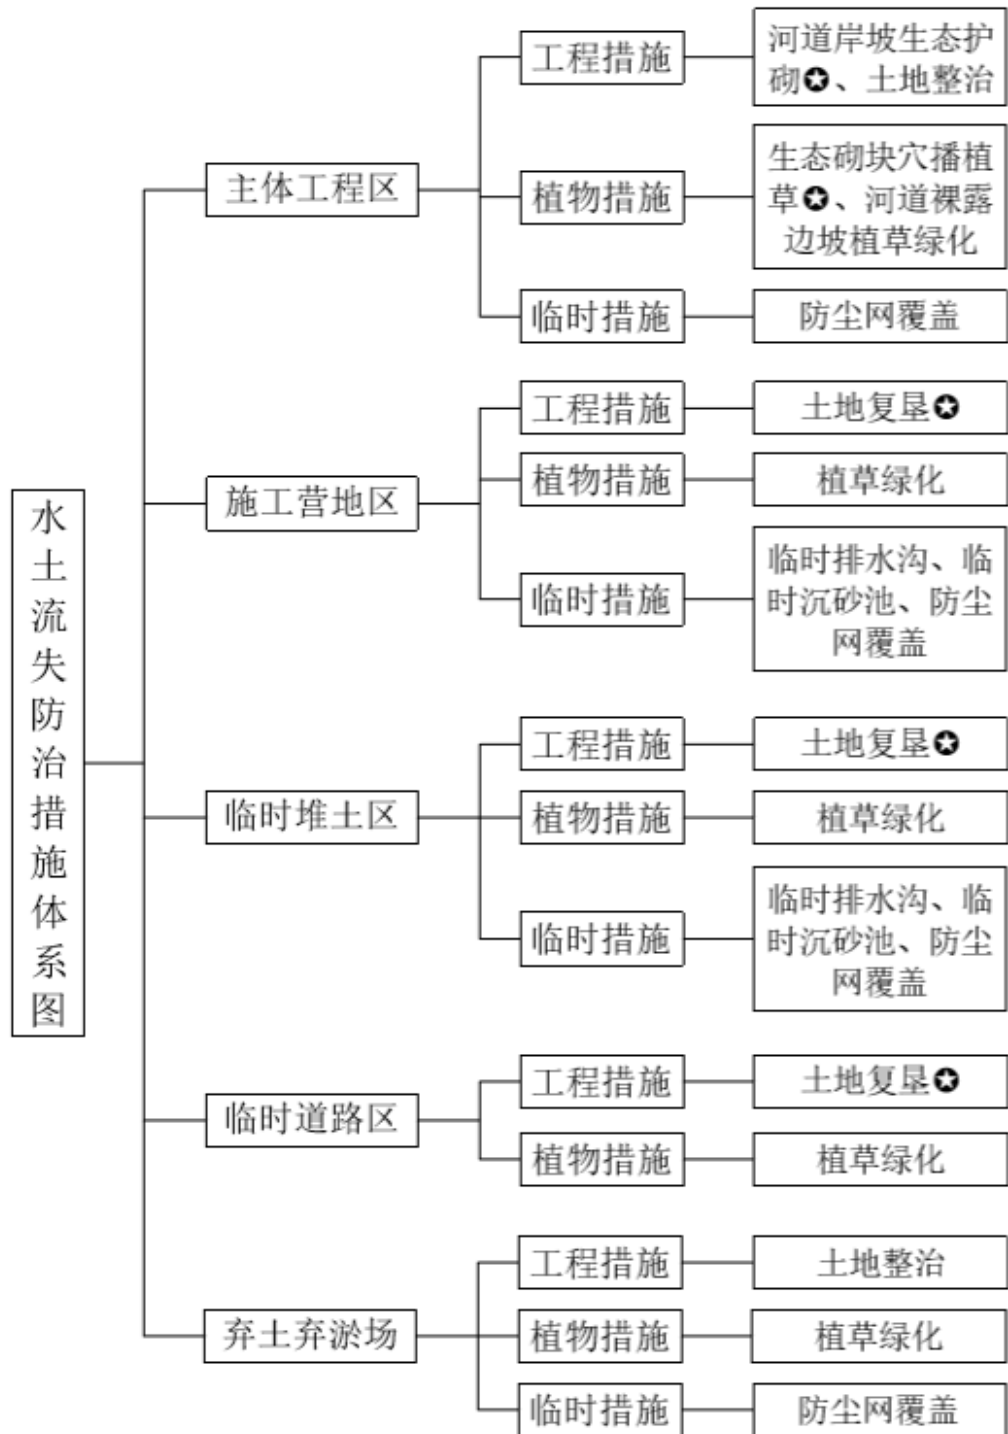 水土流失防治措施体系图
主体工程区
工程措施
河道岸坡生态护
砌✪、土地整治
植物措施
生态砌块穴播植
草✪、河道裸露
边坡植草绿化
临时措施
防尘网覆盖
施工营地区
工程措施
土地复垦✪
植物措施
植草绿化
临时措施
临时排水沟、临
时沉砂池、防尘
网覆盖
临时堆土区
工程措施
土地复垦✪
植物措施
植草绿化
临时措施
临时排水沟、临
时沉砂池、防尘
网覆盖
临时道路区
工程措施
土地复垦✪
植物措施
植草绿化
弃土弃淤场
工程措施
土地整治
植物措施
植草绿化
临时措施
防尘网覆盖